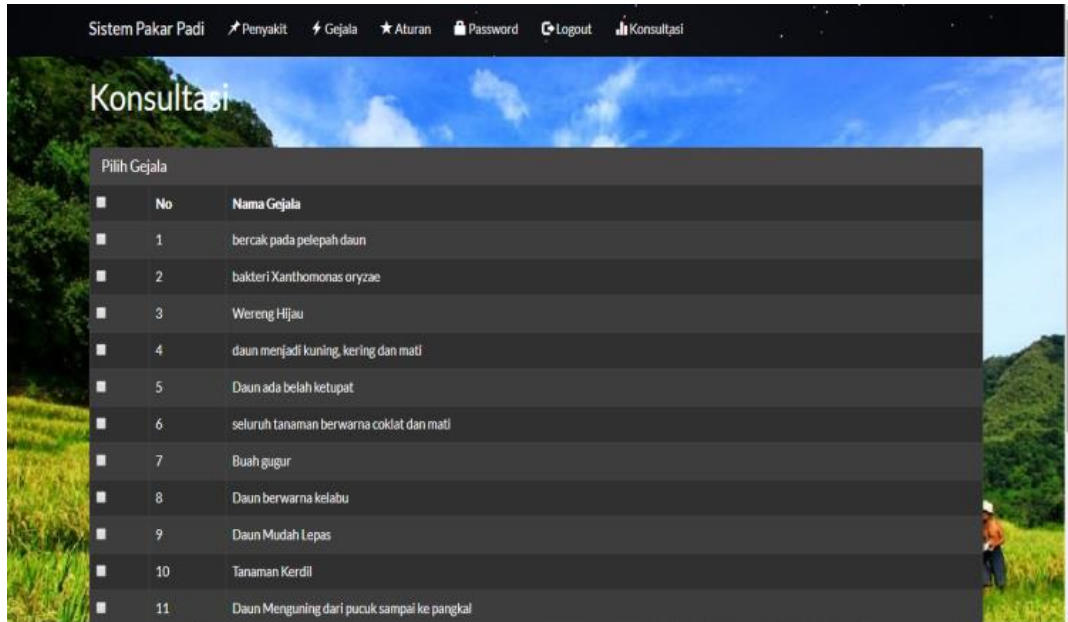 Sistem Pakar Padi Penyakit Gejala Aturan Password Logout Konsultasi
Konsultasi
Pilih Gejala
No Nama Gejala
1 bercak pada pelepah daun
2 bakteri Xanthomonas oryzae
3 Wereng Hijau
4 daun menjadi kuning, kering dan mati
5 Daun ada belah ketupat
6 seluruh tanaman berwarna coklat dan mati
7 Buah gugur
8 Daun berwarna kelabu
9 Daun Mudah Lepas
10 Tanaman Kerdil
11 Daun Menguning dari pucuk sampai ke pangkal